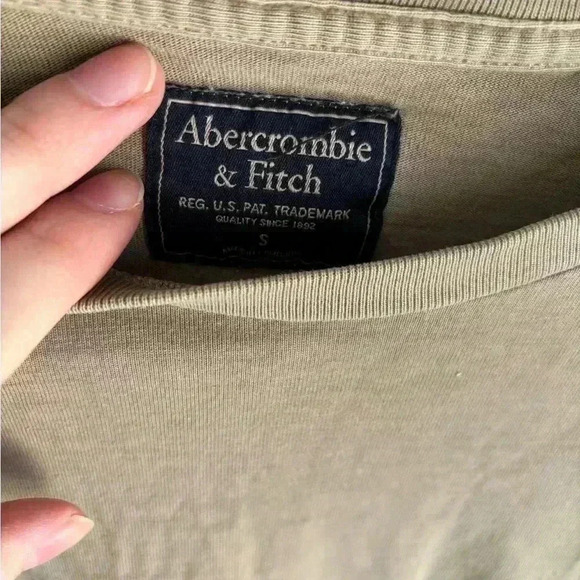 Abercrombie
& Fitch
REG. U.S. PAT. TRADEMARK
QUALITY SINCE 1892
S